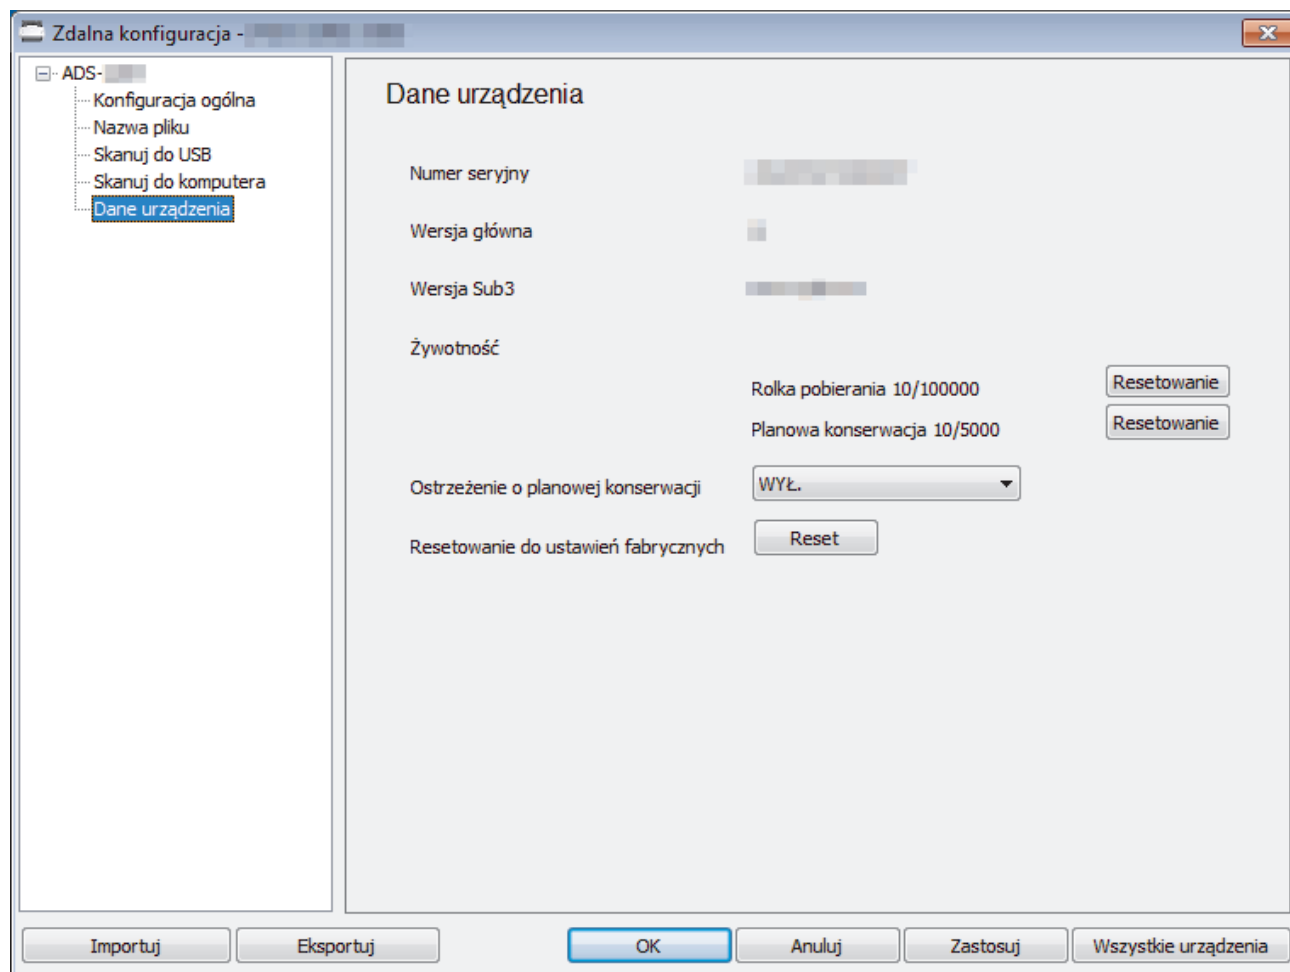 Zdalna konfiguracja -
ADS-
Konfiguracja ogólna
Nazwa pliku
Skanuj do USB
Skanuj do komputera
Dane urządzenia
Dane urządzenia
Numer seryjny
Wersja główna
Wersja Sub3
Żywotność
Rolka pobierania 10/100000 Resetowanie
Planowa konserwacja 10/5000 Resetowanie
Ostrzeżenie o planowej konserwacji WYŁ.
Resetowanie do ustawień fabrycznych Reset
Importuj Eksportuj OK Anuluj Zastosuj Wszystkie urządzenia